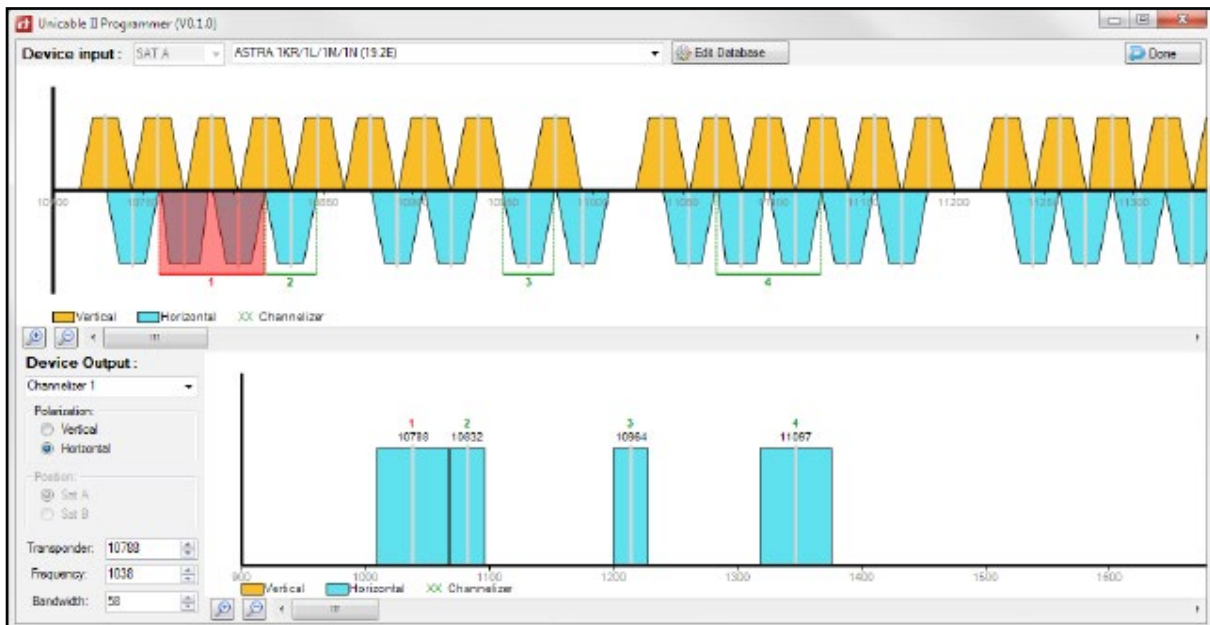 Unicable II Programmer (V0.1.0)
Device input: SAT A ASTRA 1KR/1L/1M/1N (19.2E) Edit Database Done
11200
1 2 3 4
Vertical Horizontal XX Channelizer
Device Output:
Channelizer 1
Polarization:
Vertical
Horizontal
Position:
Sat A
Sat B
Transponder: 10788
Frequency: 1038
Bandwidth: 58
1 2 3 4
10788 10832 10964 11097
900 1000 1100 1200 1300 1400 1500 1600
Vertical Horizontal XX Channelizer